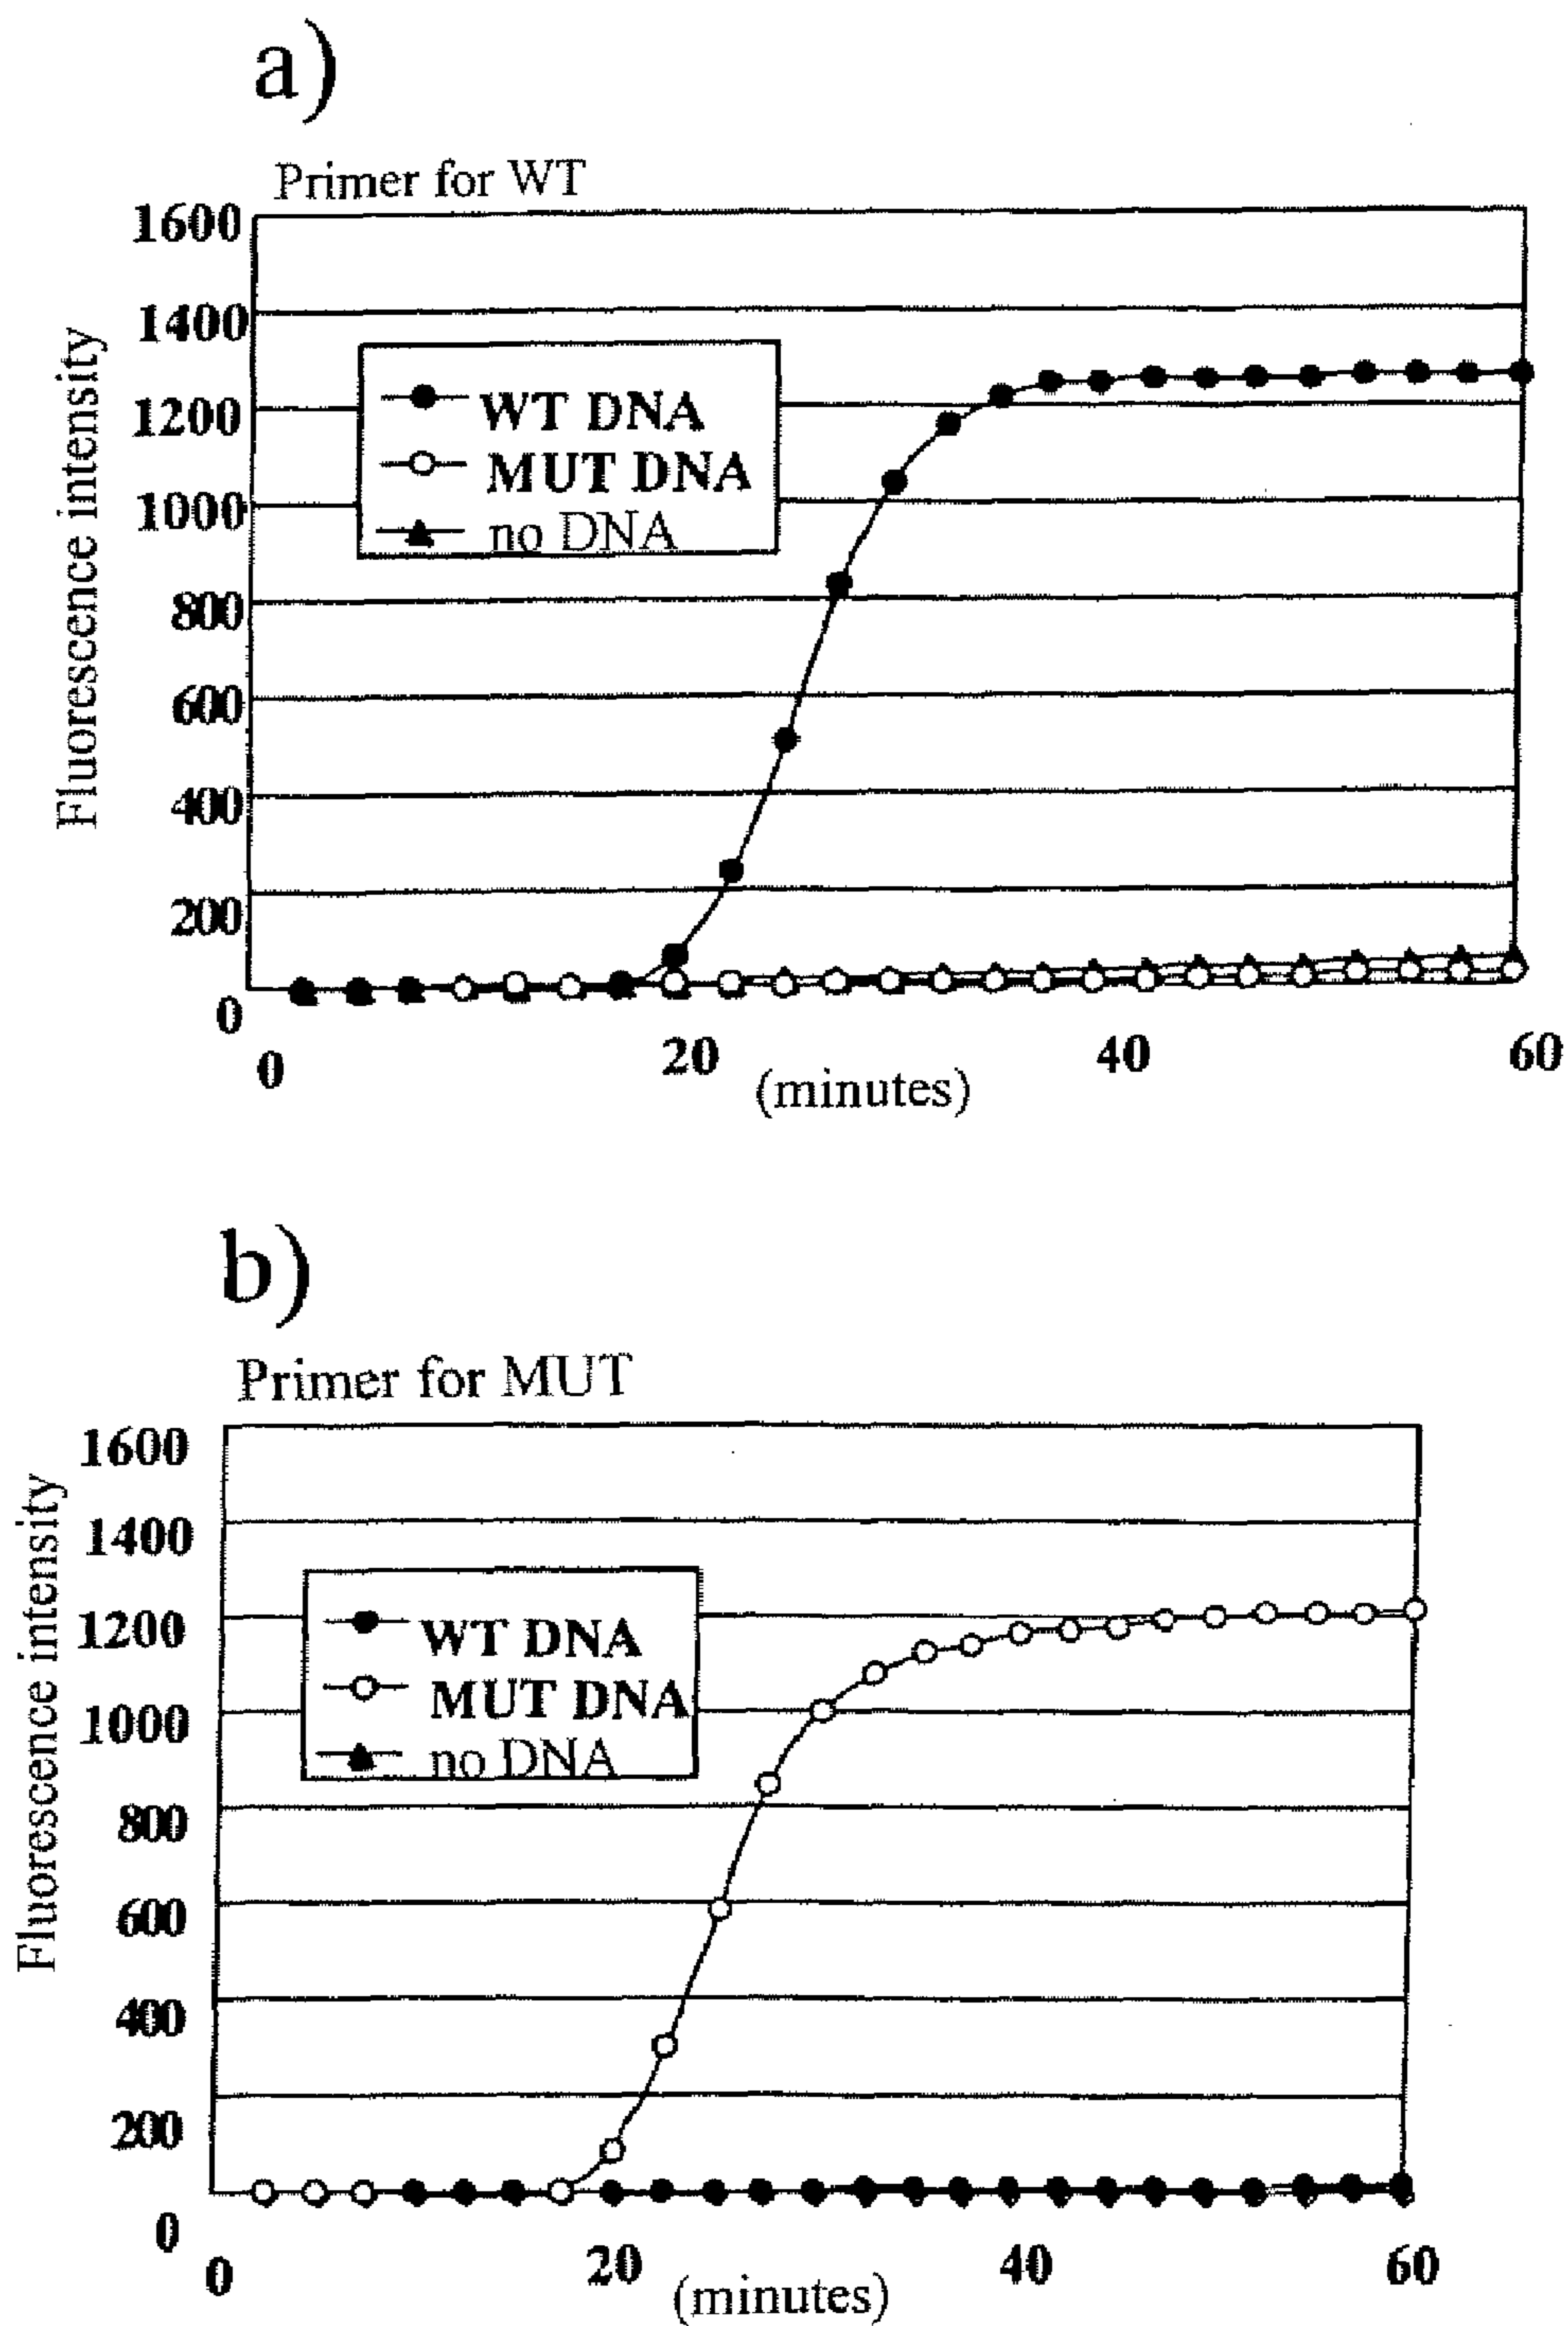 a)
Primer for WT
1600
1400
1200
1000
800
600
400
200
0
Fluorescence intensity
WT DNA
MUT DNA
no DNA
0 20 40 60
(minutes)
b)
Primer for MUT
1600
1400
1200
1000
800
600
400
200
0
Fluorescence intensity
WT DNA
MUT DNA
no DNA
0 20 40 60
(minutes)